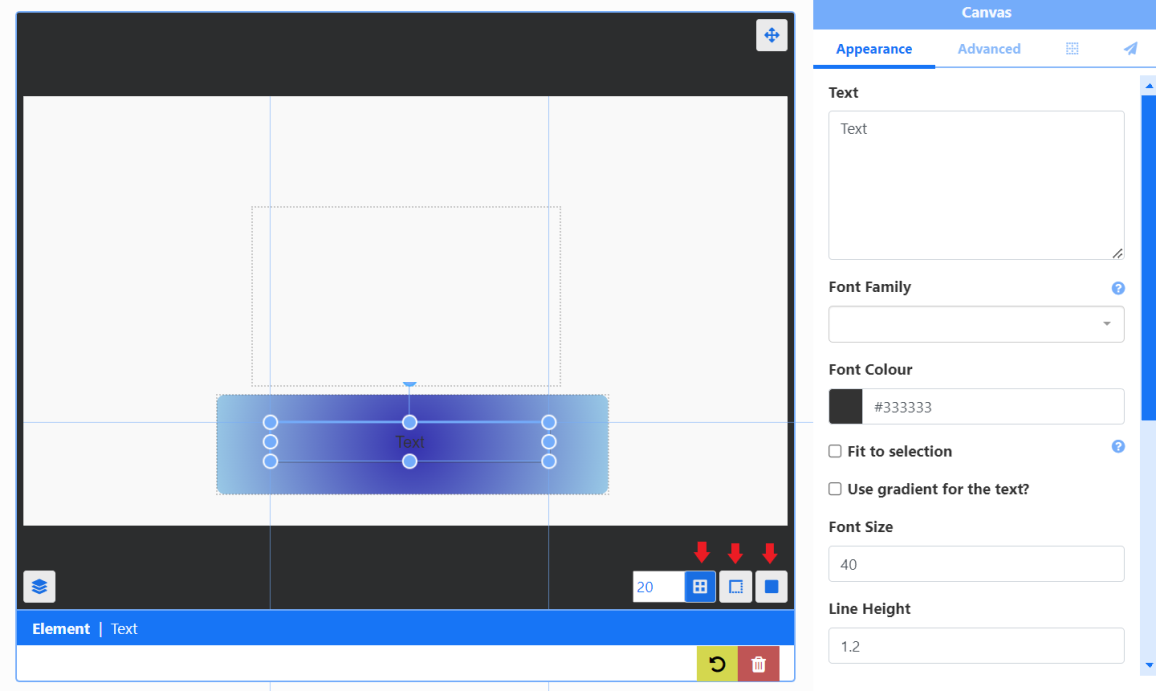 Canvas
Appearance
Advanced
Text
Text
Font Family
Font Colour
#333333
Fit to selection
Use gradient for the text?
Font Size
40
Line Height
1.2
Text
20
Element | Text